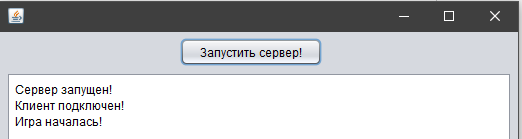 Запустить сервер!
Сервер запущен!
Клиент подключен!
Игра началась!